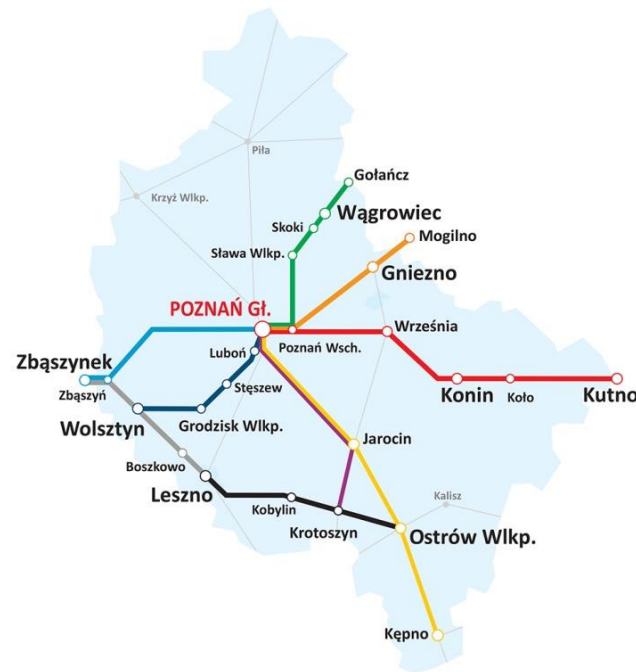 Piła
Gołańcz
Krzyż Wlkp.
Wągrowiec
Skoki
Mogilno
Sława Wlkp.
Gniezno
POZNAŃ Gł.
Września
Poznań Wsch.
Luboń
Zbąszynek
Stęszew
Zbąszyń
Konin
Koło
Kutno
Wolsztyn
Grodzisk Wlkp.
Jarocin
Boszkowo
Leszno
Kalisz
Kobylin
Krotoszyn
Ostrów Wlkp.
Kępno